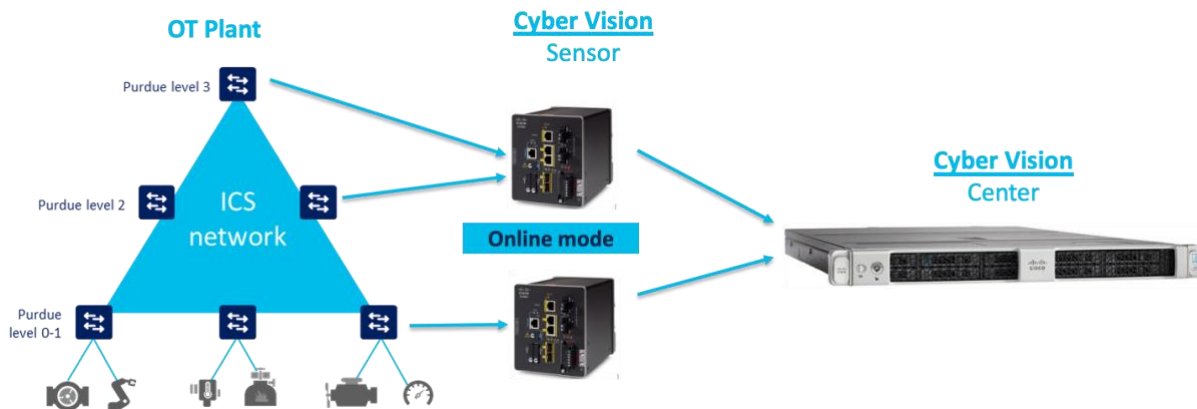 OT Plant
Cyber Vision
Sensor
Purdue level 3
Cyber Vision
Center
Purdue level 2
ICS
network
Online mode
Purdue
level 0-1